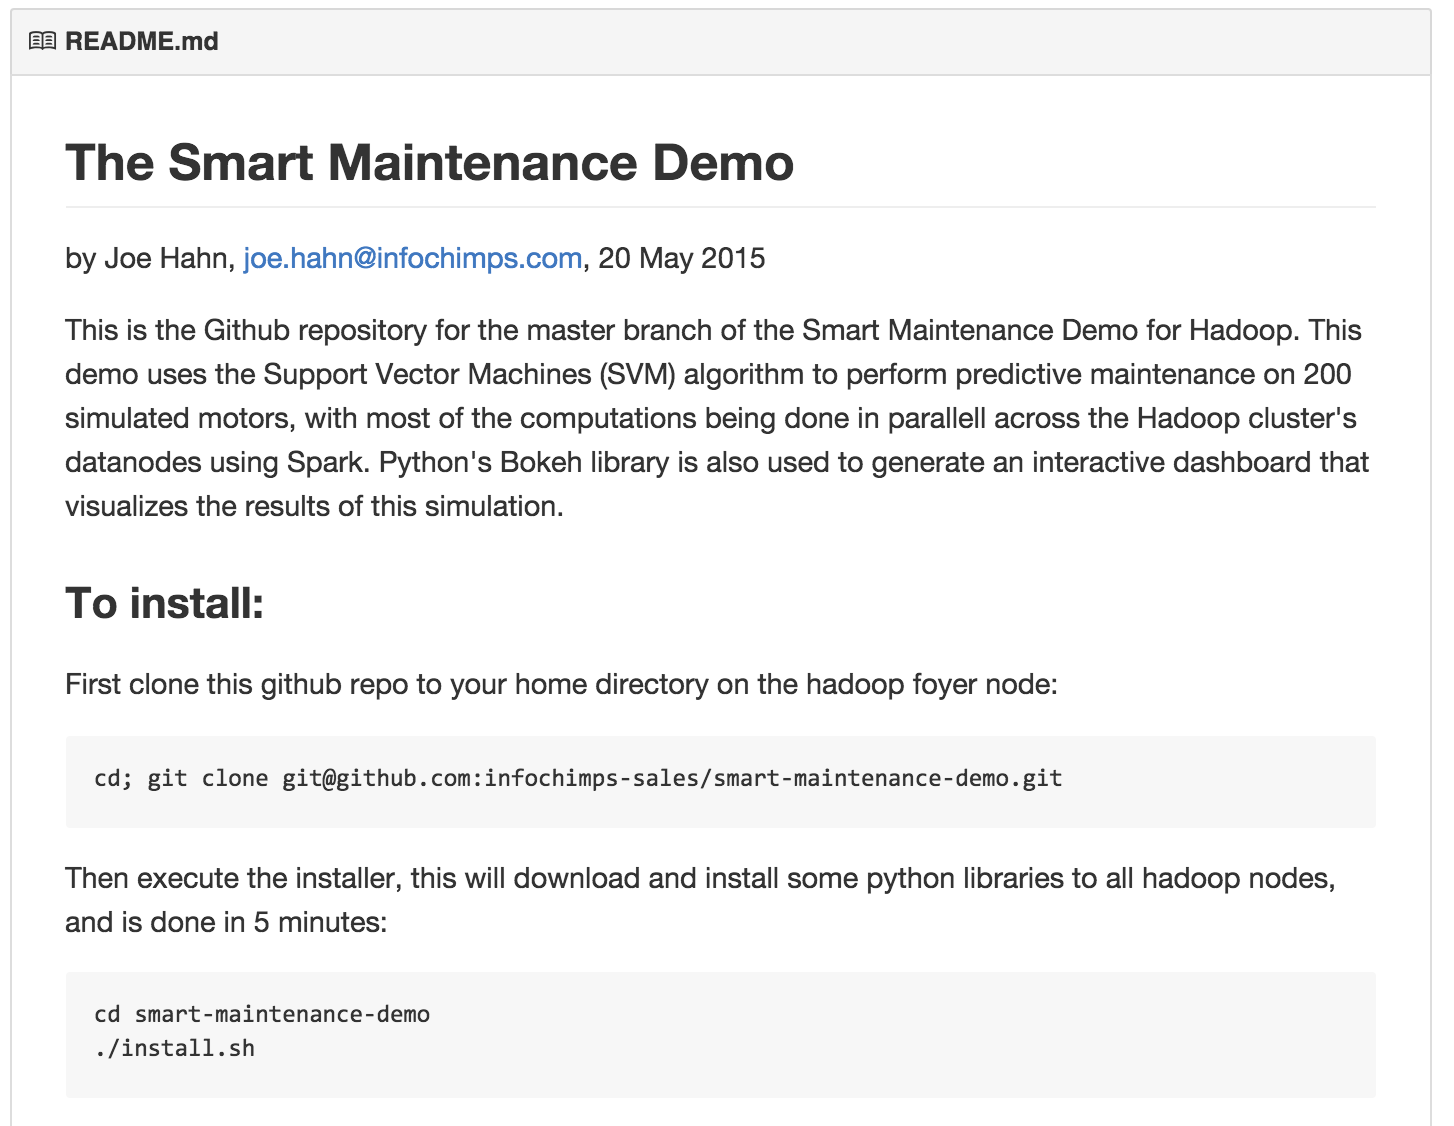 README.md
The Smart Maintenance Demo
by Joe Hahn, joe.hahn@infochimps.com, 20 May 2015
This is the Github repository for the master branch of the Smart Maintenance Demo for Hadoop. This
demo uses the Support Vector Machines (SVM) algorithm to perform predictive maintenance on 200
simulated motors, with most of the computations being done in parallell across the Hadoop cluster's
datanodes using Spark. Python's Bokeh library is also used to generate an interactive dashboard that
visualizes the results of this simulation.
To install:
First clone this github repo to your home directory on the hadoop foyer node:
cd; git clone git@github.com:infochimps-sales/smart-maintenance-demo.git
Then execute the installer, this will download and install some python libraries to all hadoop nodes,
and is done in 5 minutes:
cd smart-maintenance-demo
./install.sh